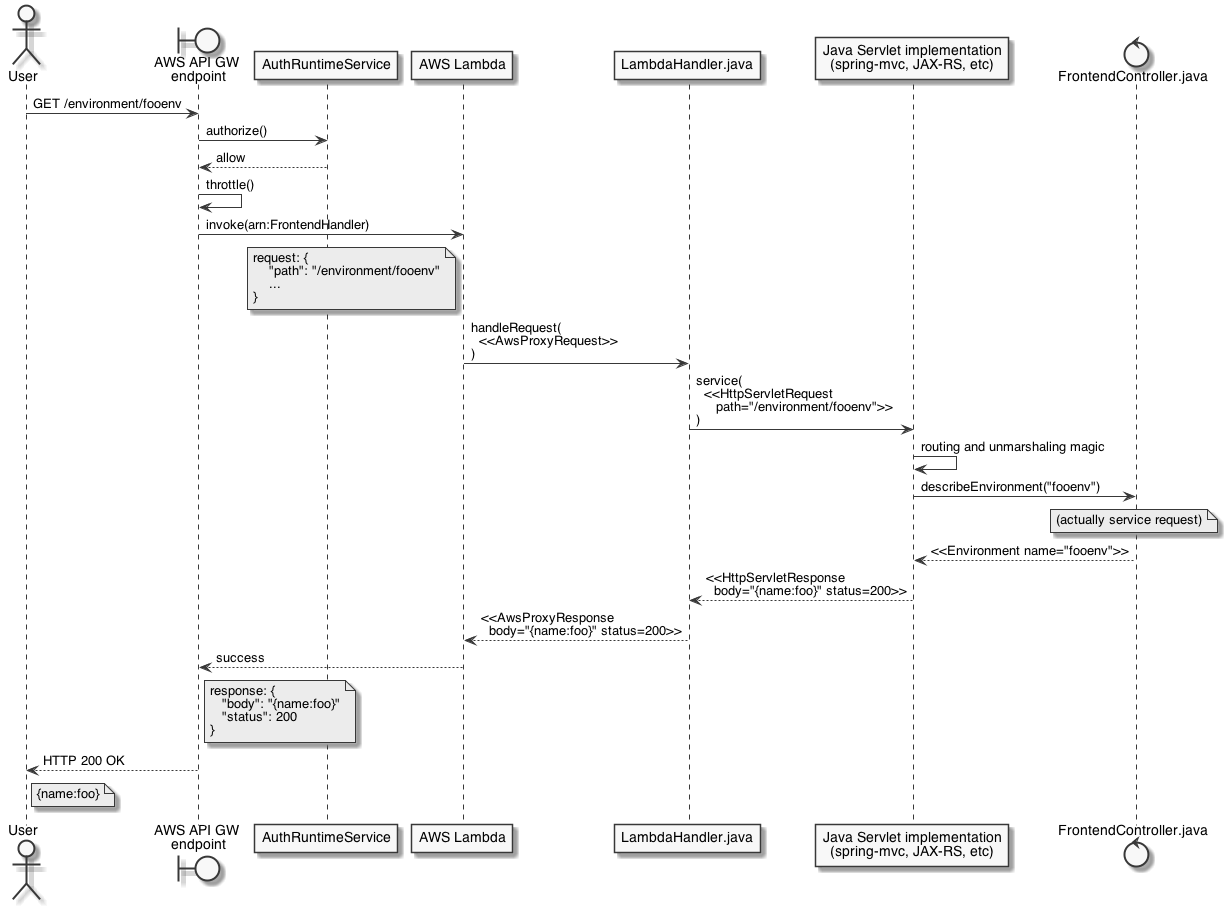 User
AWS API GW
endpoint
AuthRuntimeService
AWS Lambda
LambdaHandler.java
Java Servlet implementation
(spring-mvc, JAX-RS, etc)
FrontendController.java
GET /environment/fooenv
authorize()
allow
throttle()
invoke(arn:FrontendHandler)
request: {
"path": "/environment/fooenv"
...
}
handleRequest(
<<AwsProxyRequest>>
)
service(
<<HttpServletRequest
path="/environment/fooenv">>
)
routing and unmarshaling magic
describeEnvironment("fooenv")
(actually service request)
<<Environment name="fooenv">>
<<HttpServletResponse
body="{name:foo}" status=200>>
<<AwsProxyResponse
body="{name:foo}" status=200>>
success
response: {
"body": "{name:foo}"
"status": 200
}
HTTP 200 OK
{name:foo}
User
AWS API GW
endpoint
AuthRuntimeService
AWS Lambda
LambdaHandler.java
Java Servlet implementation
(spring-mvc, JAX-RS, etc)
FrontendController.java